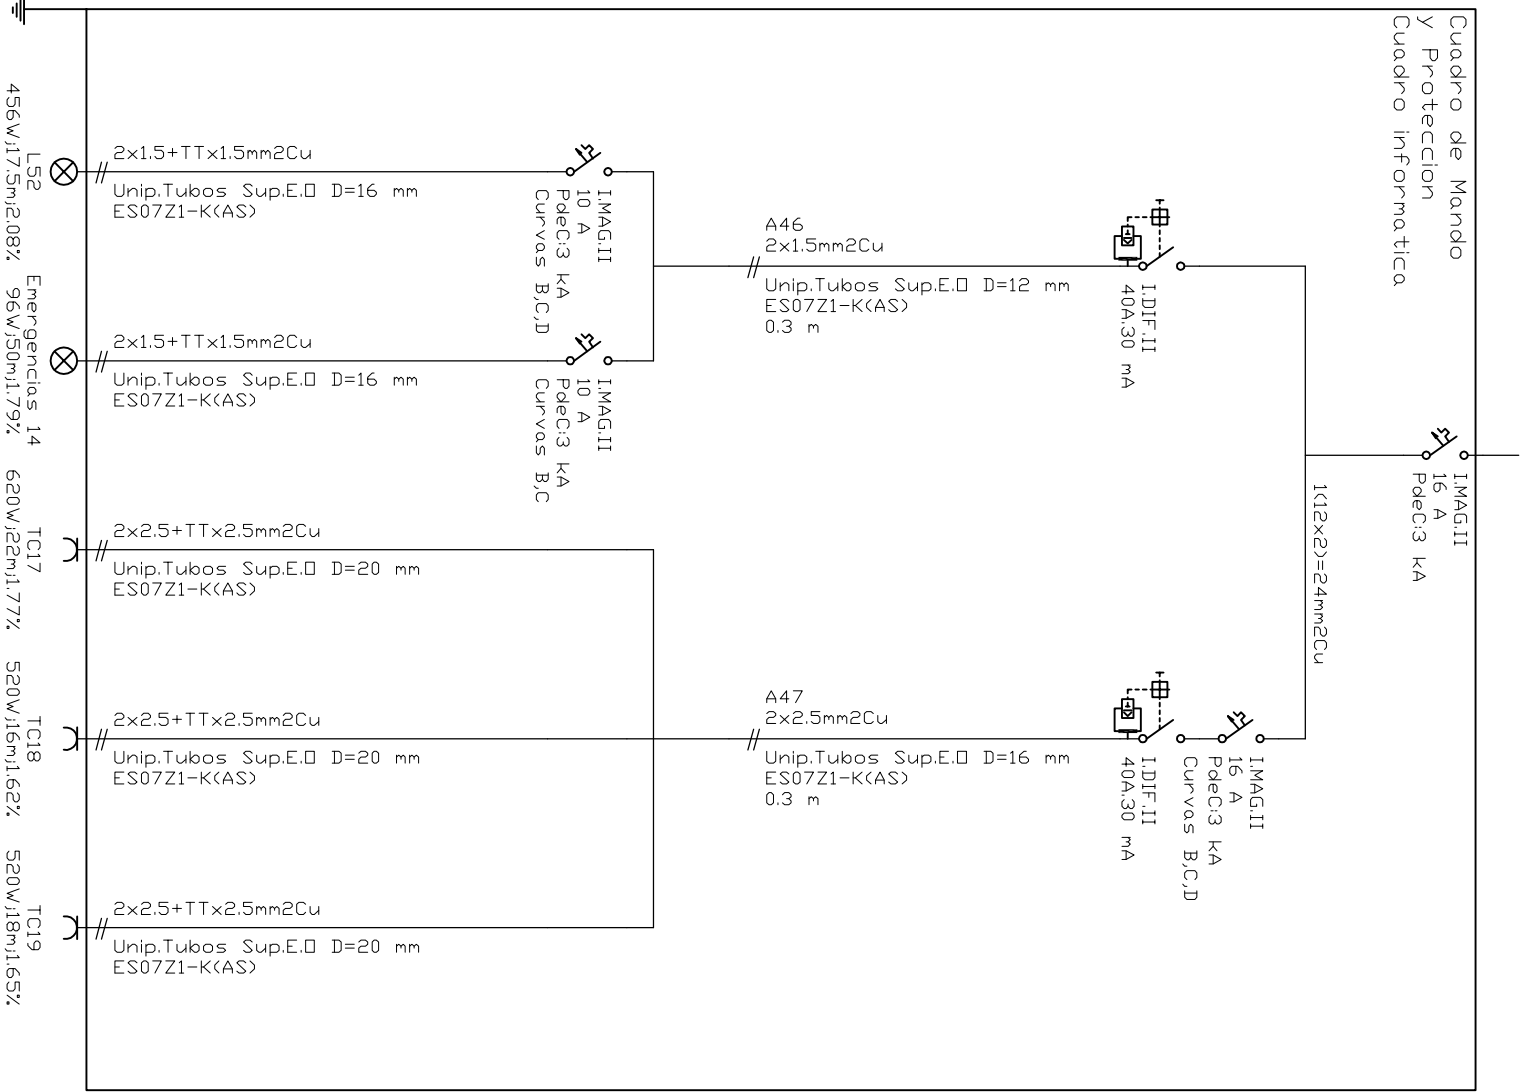 Cuadro de Mando
y Proteccion
Cuadro informatica
I.MAG.II
16 A
PdeC:3 kA
1(12x2)=24mm2Cu
I.DIF.II
40A.30 mA
A46
2x1.5mm2Cu
Unip.Tubos Sup.E.▯ D=12 mm
ES07Z1-K(AS)
0.3 m
I.MAG.II
10 A
PdeC:3 kA
Curvas B,C,D
2x1.5+TTx1.5mm2Cu
Unip.Tubos Sup.E.▯ D=16 mm
ES07Z1-K(AS)
L52
456W;17.5m;2.08%
I.MAG.II
10 A
PdeC:3 kA
Curvas B,C
2x1.5+TTx1.5mm2Cu
Unip.Tubos Sup.E.▯ D=16 mm
ES07Z1-K(AS)
Emergencias 14
96W;50m;1.79%
I.MAG.II
16 A
PdeC:3 kA
Curvas B,C,D
I.DIF.II
40A.30 mA
A47
2x2.5mm2Cu
Unip.Tubos Sup.E.▯ D=16 mm
ES07Z1-K(AS)
0.3 m
2x2.5+TTx2.5mm2Cu
Unip.Tubos Sup.E.▯ D=20 mm
ES07Z1-K(AS)
TC17
620W;22m;1.77%
2x2.5+TTx2.5mm2Cu
Unip.Tubos Sup.E.▯ D=20 mm
ES07Z1-K(AS)
TC18
520W;16m;1.62%
2x2.5+TTx2.5mm2Cu
Unip.Tubos Sup.E.▯ D=20 mm
ES07Z1-K(AS)
TC19
520W;18m;1.65%